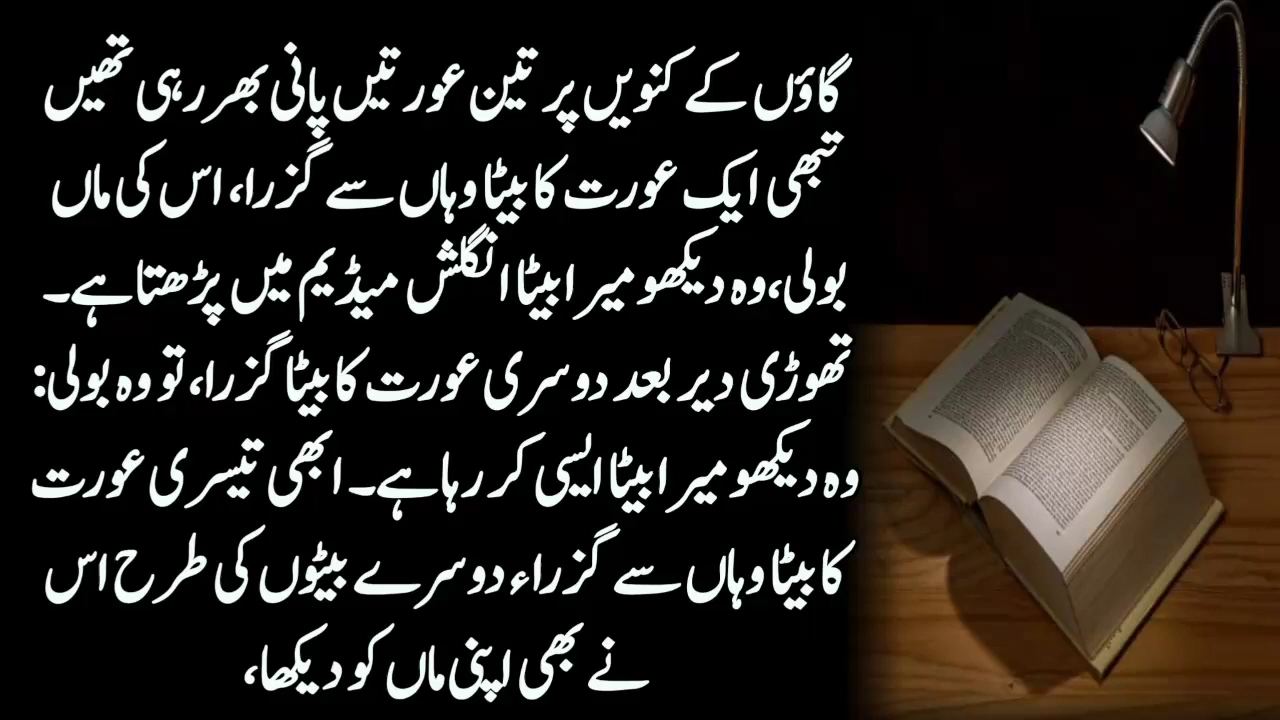 گاؤں کے کنویں پر تین عورتیں پانی بھر رہی تھیں
تبھی ایک عورت کا بیٹا وہاں سے گزرا، اس کی ماں
بولی، وہ دیکھو میرا بیٹا انگلش میڈیم میں پڑھتا ہے۔
تھوڑی دیر بعد دوسری عورت کا بیٹا گزرا، تو وہ بولی:
وہ دیکھو میرا بیٹا ایسی کر رہا ہے۔ ابھی تیسری عورت
کا بیٹا وہاں سے گزراء دوسرے بیٹوں کی طرح اس
نے بھی اپنی ماں کو دیکھا،